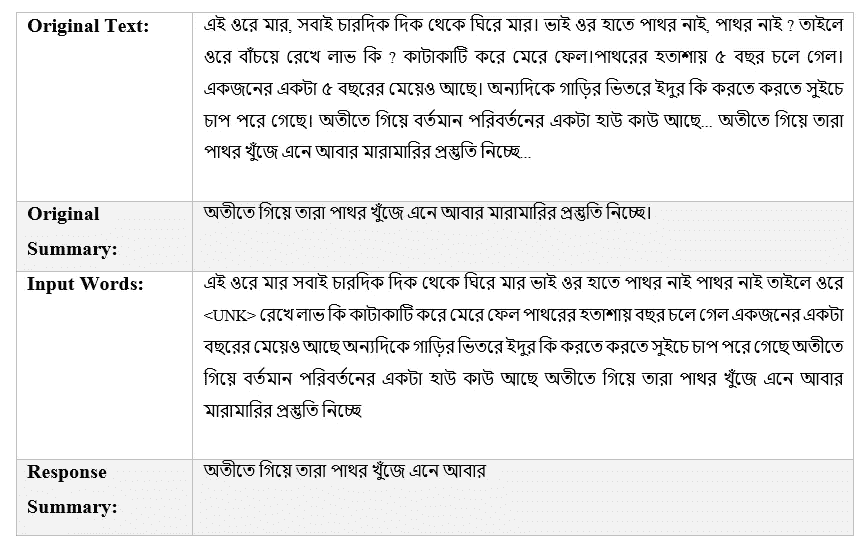 Original Text:
এই ওরে মার, সবাই চারদিক দিক থেকে ঘিরে মার। ভাই ওর হাতে পাথর নাই, পাথর নাই ? তাইলে
ওরে বাঁচয়ে রেখে লাভ কি ? কাটাকাটি করে মেরে ফেল।পাথরের হতাশায় ৫ বছর চলে গেল।
একজনের একটা ৫ বছরের মেয়েও আছে। অন্যদিকে গাড়ির ভিতরে ইদুর কি করতে করতে সুইচে
চাপ পরে গেছে। অতীতে গিয়ে বর্তমান পরিবর্তনের একটা হাউ কাউ আছে... অতীতে গিয়ে তারা
পাথর খুঁজে এনে আবার মারামারির প্রস্তুতি নিচ্ছে...
Original
Summary:
অতীতে গিয়ে তারা পাথর খুঁজে এনে আবার মারামারির প্রস্তুতি নিচ্ছে।
Input Words:
এই ওরে মার সবাই চারদিক দিক থেকে ঘিরে মার ভাই ওর হাতে পাথর নাই পাথর নাই তাইলে ওরে
<UNK> রেখে লাভ কি কাটাকাটি করে মেরে ফেল পাথরের হতাশায় বছর চলে গেল একজনের একটা
বছরের মেয়েও আছে অন্যদিকে গাড়ির ভিতরে ইদুর কি করতে করতে সুইচে চাপ পরে গেছে অতীতে
গিয়ে বর্তমান পরিবর্তনের একটা হাউ কাউ আছে অতীতে গিয়ে তারা পাথর খুঁজে এনে আবার
মারামারির প্রস্তুতি নিচ্ছে
Response
Summary:
অতীতে গিয়ে তারা পাথর খুঁজে এনে আবার